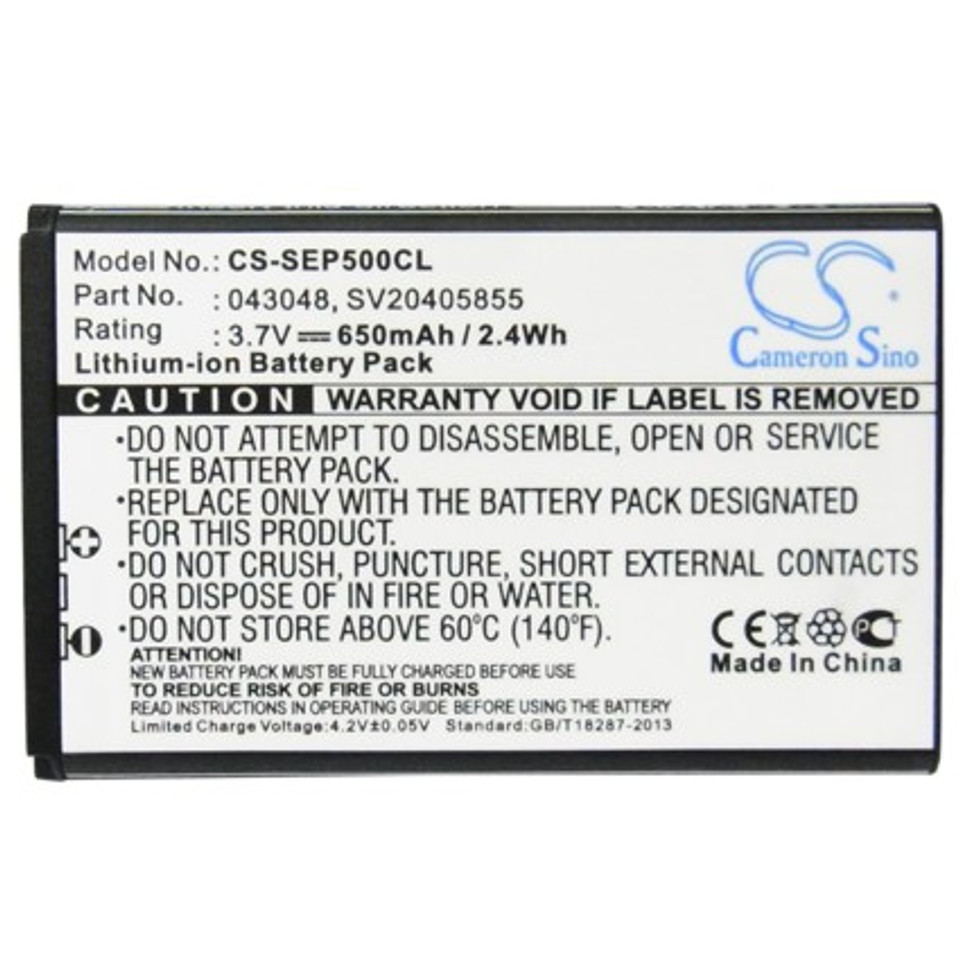 Model No.: CS-SEP500CL
Part No. : 043048, SV20405855
Rating : 3.7V 650mAh / 2.4Wh
Lithium-ion Battery Pack
CS
Cameron Sino
CAUTION WARRANTY VOID IF LABEL IS REMOVED
·DO NOT ATTEMPT TO DISASSEMBLE, OPEN OR SERVICE
THE BATTERY PACK.
·REPLACE ONLY WITH THE BATTERY PACK DESIGNATED
FOR THIS PRODUCT.
·DO NOT CRUSH, PUNCTURE, SHORT EXTERNAL CONTACTS
OR DISPOSE OF IN FIRE OR WATER.
·DO NOT STORE ABOVE 60°C (140°F).
CE
Made In China
ATTENTION!
NEW BATTERY PACK MUST BE FULLY CHARGED BEFORE USE
TO REDUCE RISK OF FIRE OR BURNS
READ INSTRUCTIONS IN OPERATING GUIDE BEFORE USING BATTERY
Limited Charge Voltage:4.2V±0.05V Standard:GB/T18287-2013